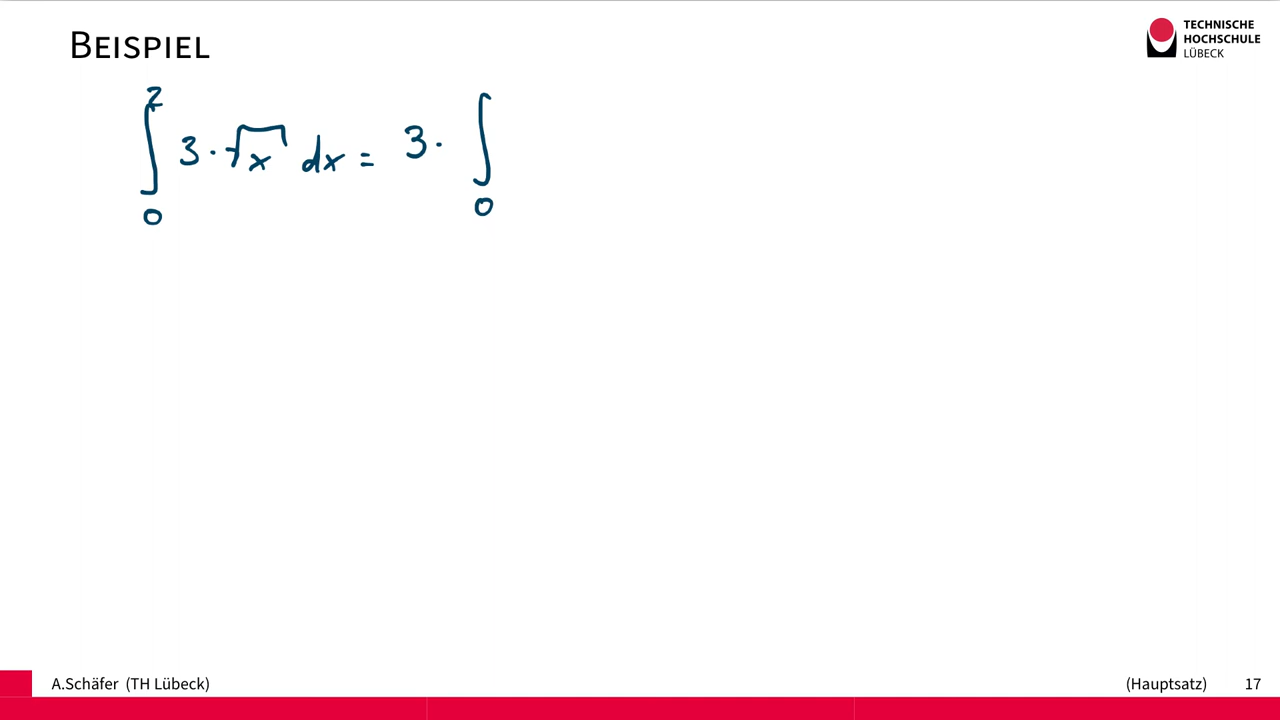 BEISPIEL
TECHNISCHE
HOCHSCHULE
LÜBECK
∫₀² 3 · √x dx = 3 · ∫₀
A.Schäfer (TH Lübeck) (Hauptsatz) 17